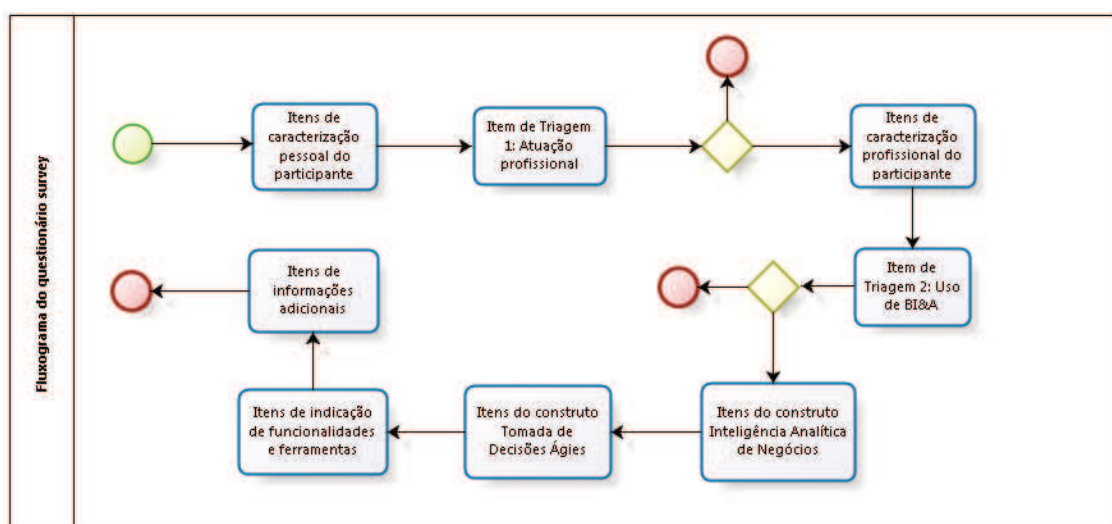 Fluxograma do questionário survey
Itens de
caracterização
pessoal do
participante
Item de Triagem
1: Atuação
profissional
Itens de
caracterização
profissional do
participante
Item de
Triagem 2: Uso
de BI&A
Itens do construto
Inteligência Analítica
de Negócios
Itens do construto
Tomada de
Decisões Ágies
Itens de indicação
de funcionalidades
e ferramentas
Itens de
informações
adicionais